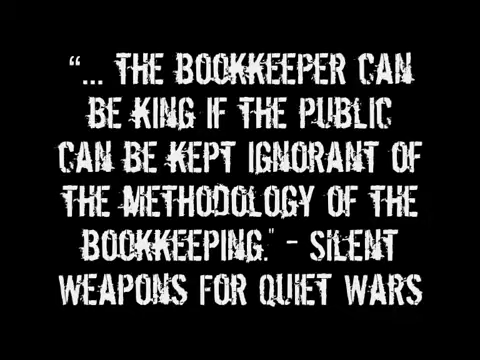 “... THE BOOKKEEPER CAN
BE KING IF THE PUBLIC
CAN BE KEPT IGNORANT OF
THE METHODOLOGY OF THE
BOOKKEEPING." - SILENT
WEAPONS FOR QUIET WARS